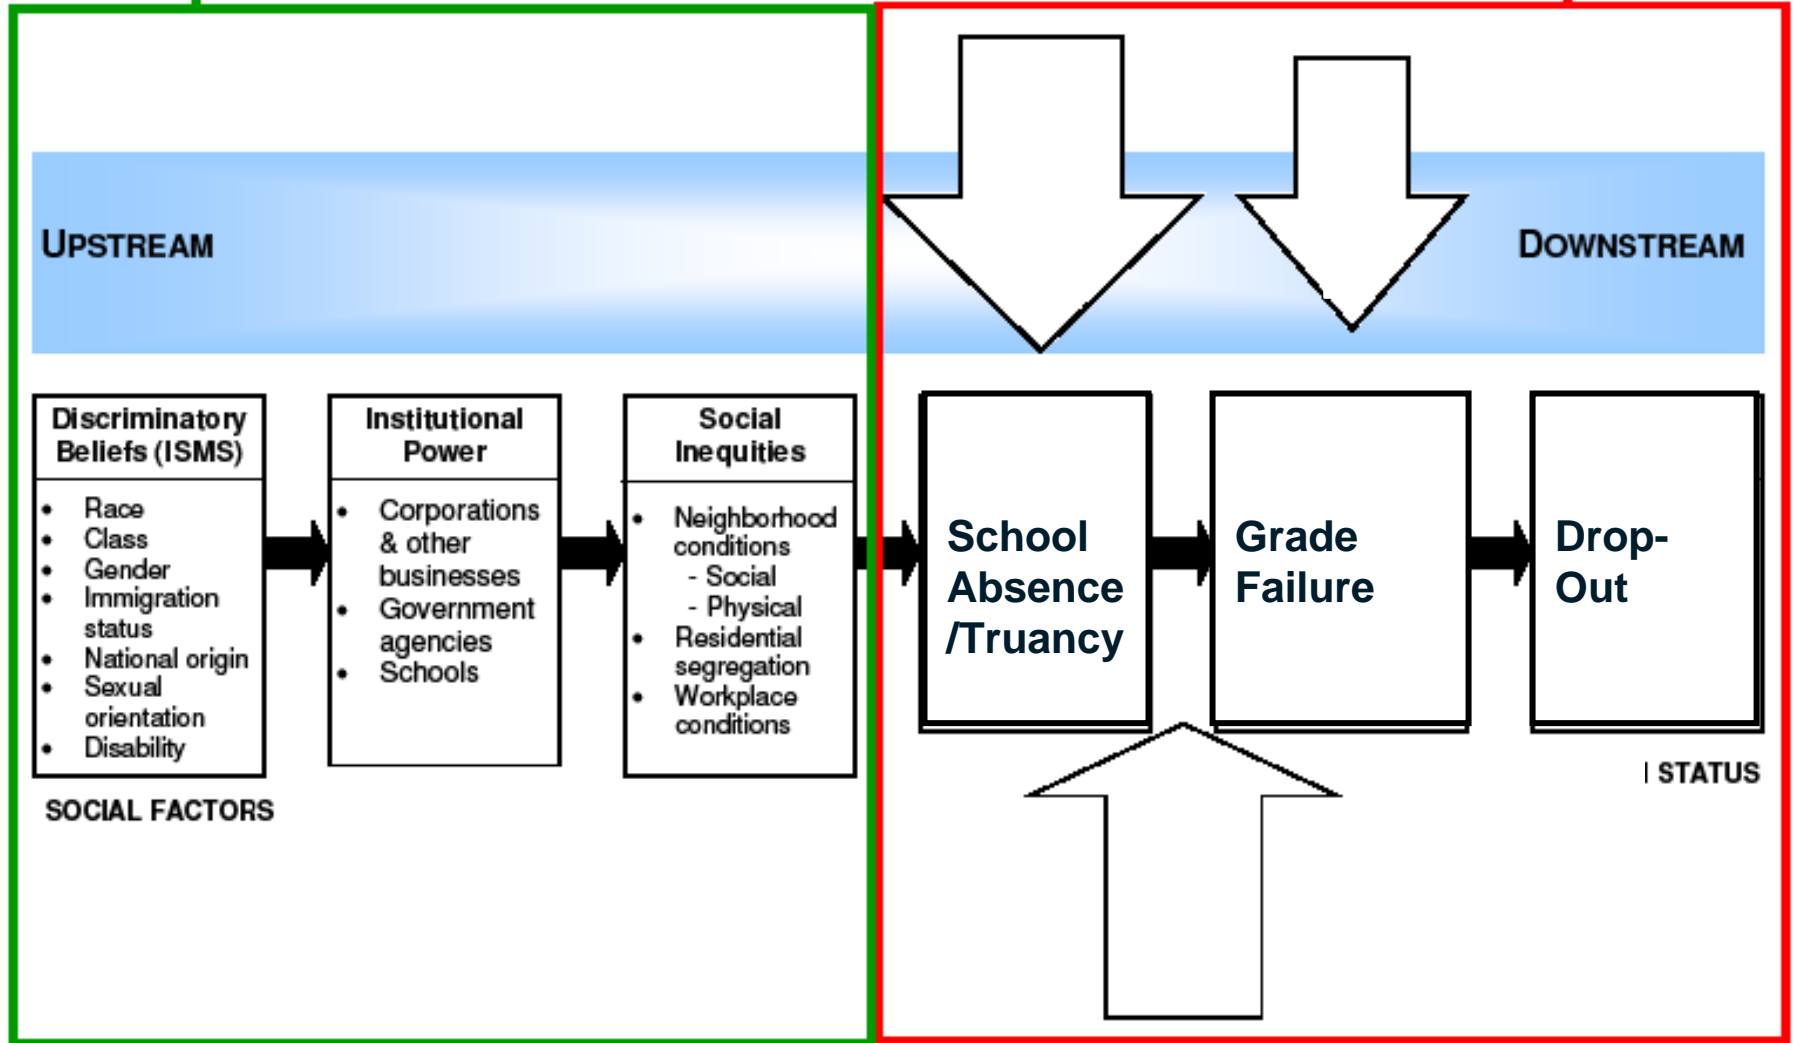 UPSTREAM
DOWNSTREAM
Discriminatory
Beliefs (ISMS)
• Race
• Class
• Gender
• Immigration
status
• National origin
• Sexual
orientation
• Disability
SOCIAL FACTORS
Institutional
Power
• Corporations
& other
businesses
• Government
agencies
• Schools
Social
Inequities
• Neighborhood
conditions
- Social
- Physical
• Residential
segregation
• Workplace
conditions
School
Absence
/Truancy
Grade
Failure
Drop-
Out
STATUS